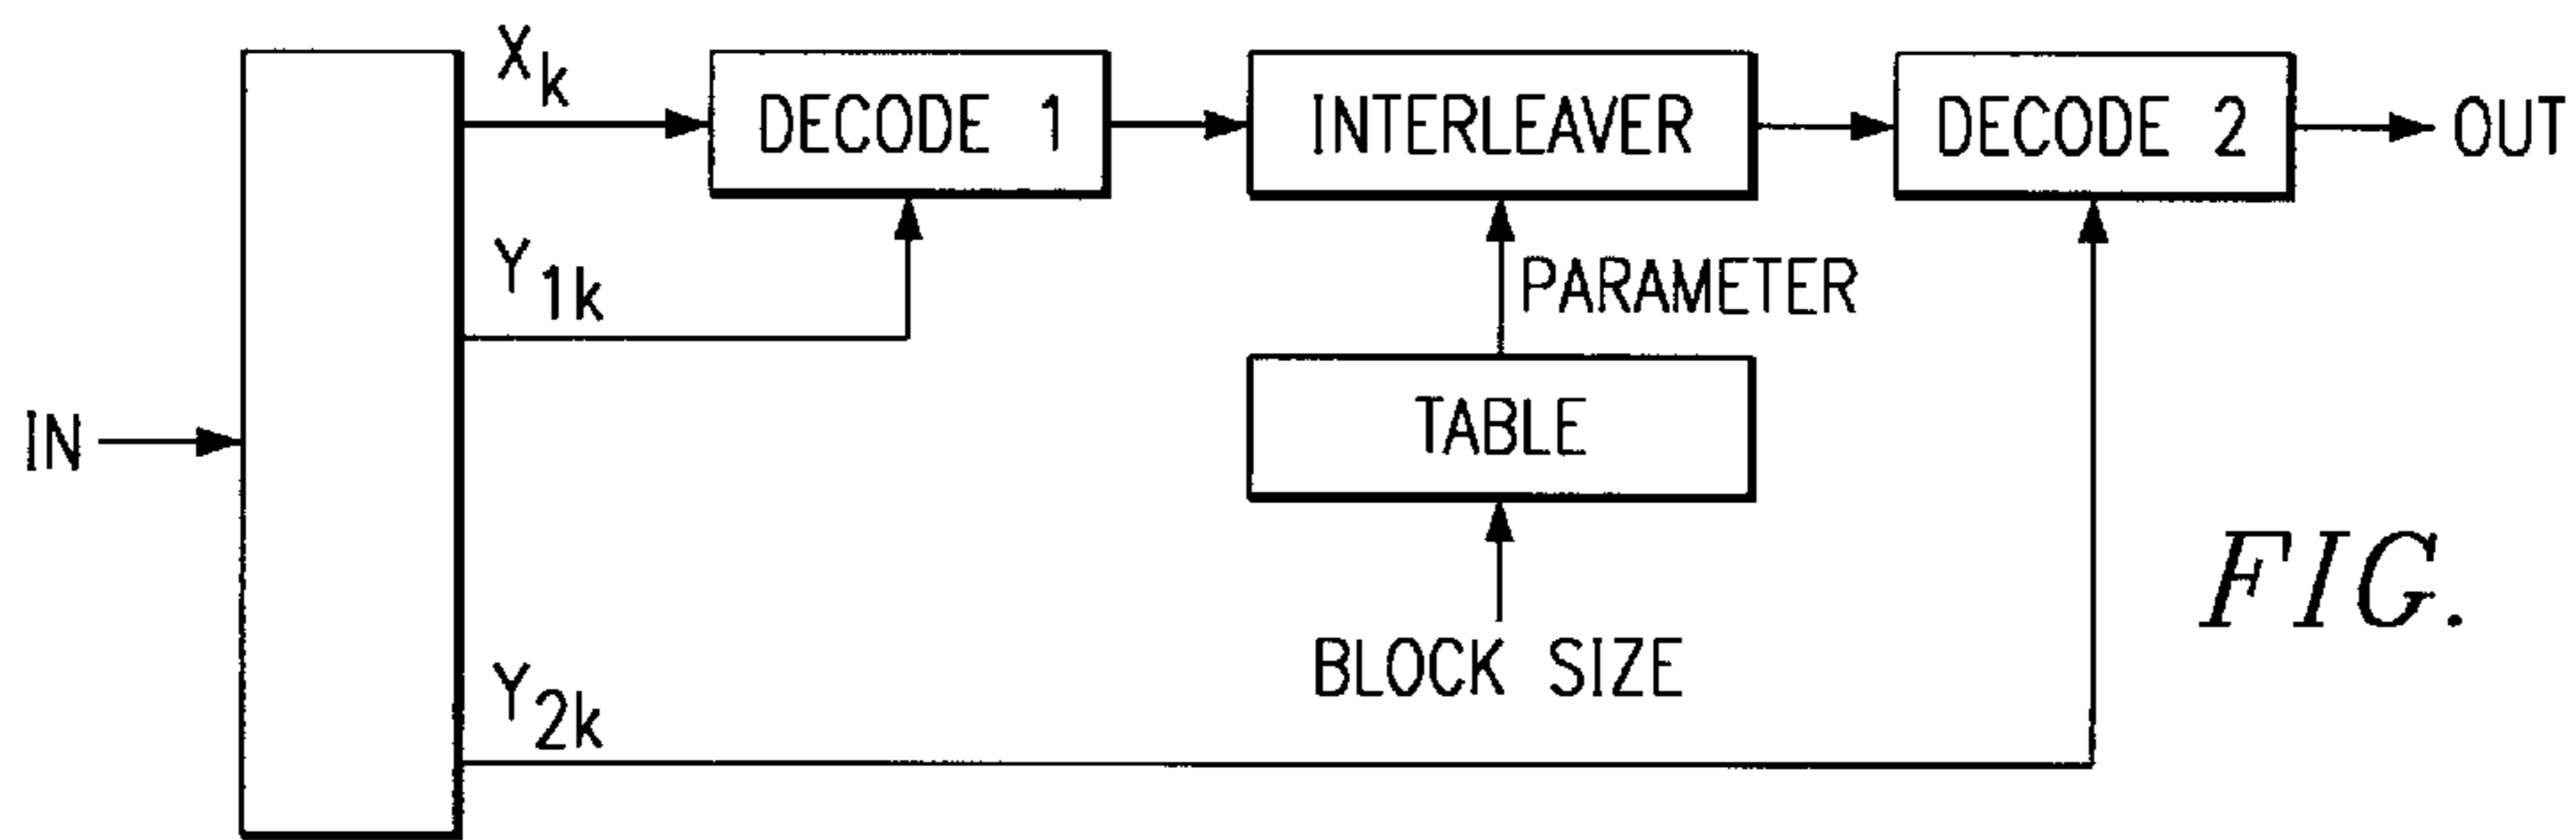 X_k
DECODE 1
INTERLEAVER
DECODE 2
OUT
Y_1k
PARAMETER
IN
TABLE
FIG.
BLOCK SIZE
Y_2k